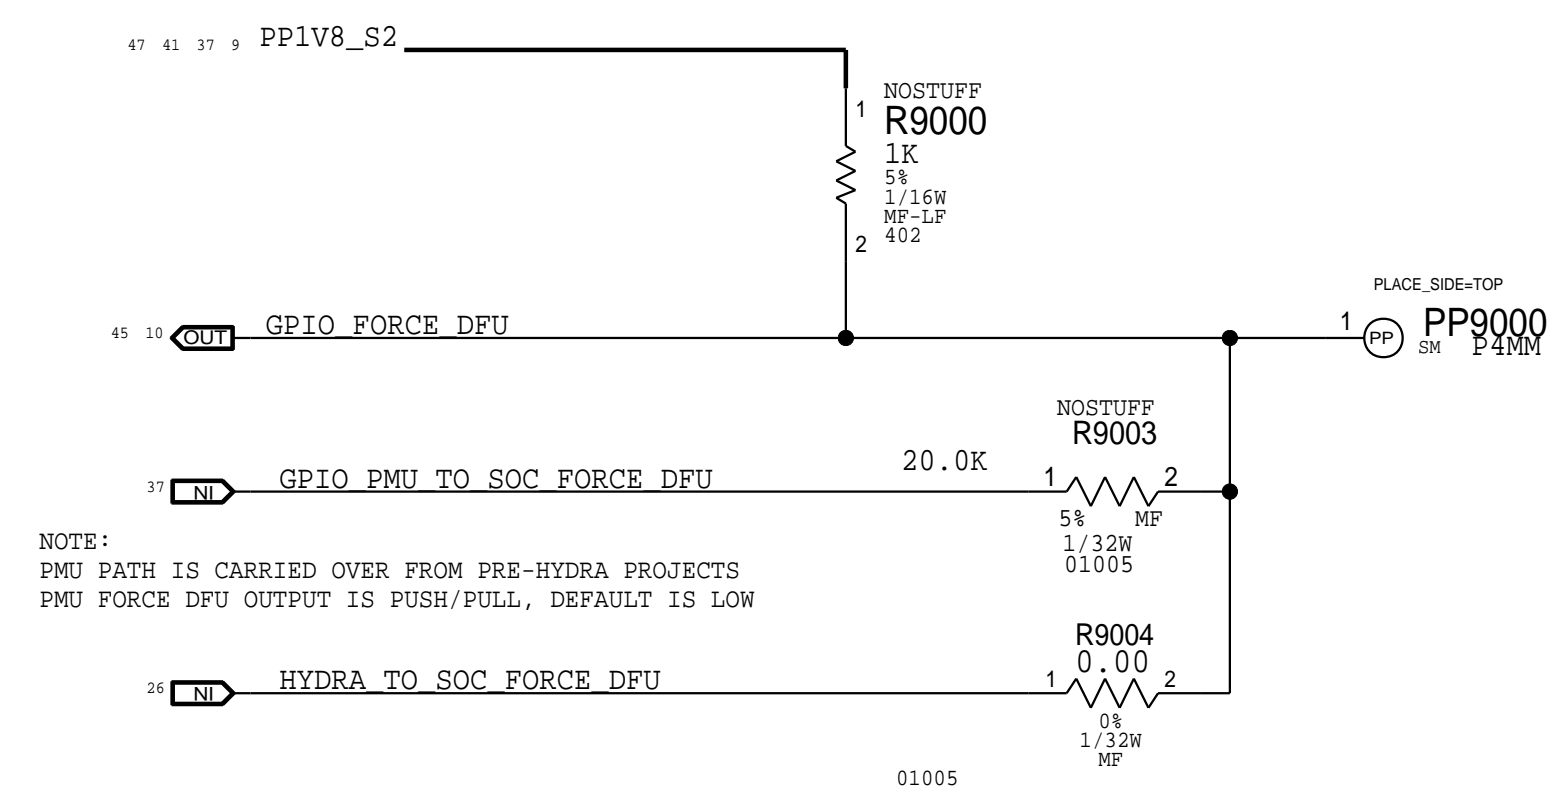 47 41 37 9 PP1V8_S2
NOSTUFF
1
R9000
1K
5%
1/16W
MF-LF
402
2
PLACE_SIDE=TOP
45 10 OUT GPIO_FORCE_DFU
1 PP PP9000
SM P4MM
NOSTUFF
R9003
20.0K
37 NI GPIO_PMU_TO_SOC_FORCE_DFU 1 2
5% MF
1/32W
01005
NOTE:
PMU PATH IS CARRIED OVER FROM PRE-HYDRA PROJECTS
PMU FORCE DFU OUTPUT IS PUSH/PULL, DEFAULT IS LOW
R9004
0.00
26 NI HYDRA_TO_SOC_FORCE_DFU 1 2
0%
1/32W
MF
01005